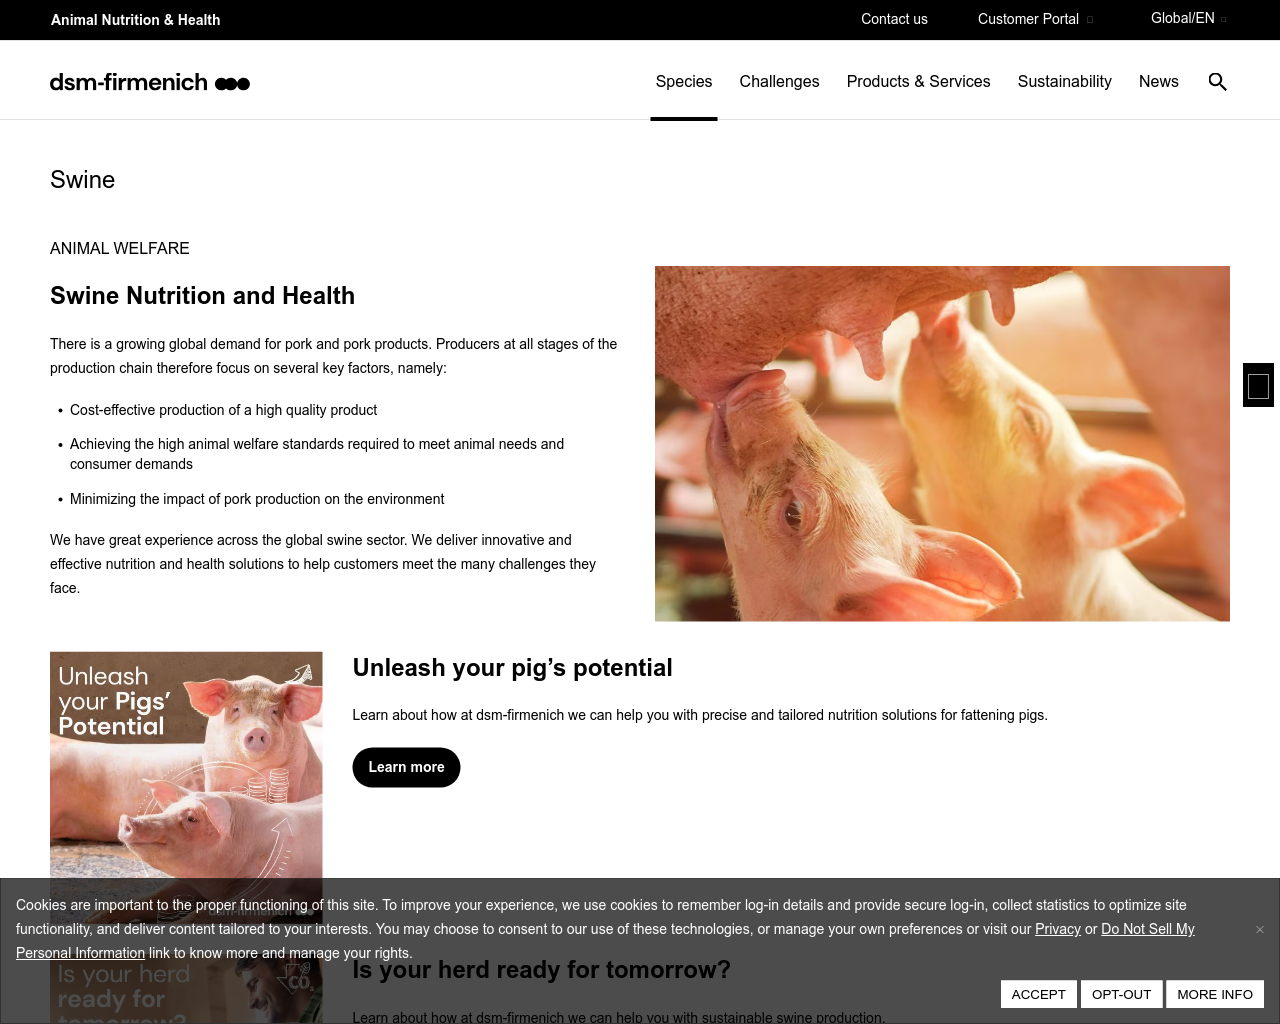 Animal Nutrition & Health
Contact us
Customer Portal
Global/EN
dsm-firmenich
Species
Challenges
Products & Services
Sustainability
News
Swine
ANIMAL WELFARE
Swine Nutrition and Health
There is a growing global demand for pork and pork products. Producers at all stages of the
production chain therefore focus on several key factors, namely:
• Cost-effective production of a high quality product
• Achieving the high animal welfare standards required to meet animal needs and
consumer demands
• Minimizing the impact of pork production on the environment
We have great experience across the global swine sector. We deliver innovative and
effective nutrition and health solutions to help customers meet the many challenges they
face.
Unleash
your Pigs’
Potential
dsm-firmenich
Unleash your pig’s potential
Learn about how at dsm-firmenich we can help you with precise and tailored nutrition solutions for fattening pigs.
Learn more
Cookies are important to the proper functioning of this site. To improve your experience, we use cookies to remember log-in details and provide secure log-in, collect statistics to optimize site
functionality, and deliver content tailored to your interests. You may choose to consent to our use of these technologies, or manage your own preferences or visit our Privacy or Do Not Sell My
Personal Information link to know more and manage your rights.
ACCEPT
OPT-OUT
MORE INFO
Is your herd
ready for
tomorrow?
CO₂
Is your herd ready for tomorrow?
Learn about how at dsm-firmenich we can help you with sustainable swine production.